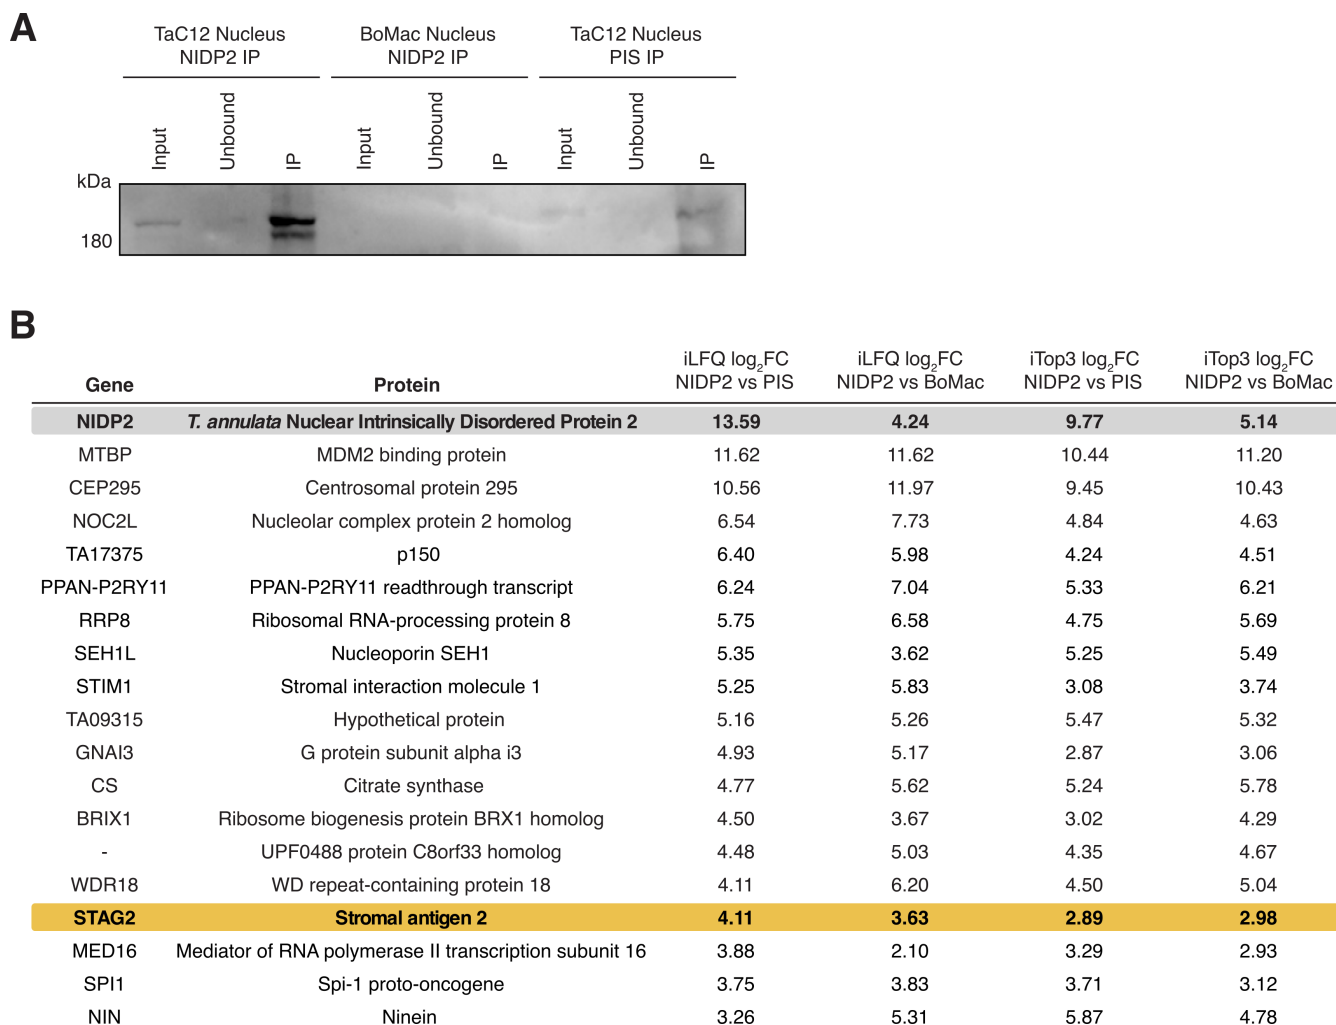 A
TaC12 Nucleus
NIDP2 IP
BoMac Nucleus
NIDP2 IP
TaC12 Nucleus
PIS IP
Input
Unbound
IP
Input
Unbound
IP
Input
Unbound
IP
kDa
180
B
Gene Protein iLFQ log2FC NIDP2 vs PIS iLFQ log2FC NIDP2 vs BoMac iTop3 log2FC NIDP2 vs PIS iTop3 log2FC NIDP2 vs BoMac
NIDP2 T. annulata Nuclear Intrinsically Disordered Protein 2 13.59 4.24 9.77 5.14
MTBP MDM2 binding protein 11.62 11.62 10.44 11.20
CEP295 Centrosomal protein 295 10.56 11.97 9.45 10.43
NOC2L Nucleolar complex protein 2 homolog 6.54 7.73 4.84 4.63
TA17375 p150 6.40 5.98 4.24 4.51
PPAN-P2RY11 PPAN-P2RY11 readthrough transcript 6.24 7.04 5.33 6.21
RRP8 Ribosomal RNA-processing protein 8 5.75 6.58 4.75 5.69
SEH1L Nucleoporin SEH1 5.35 3.62 5.25 5.49
STIM1 Stromal interaction molecule 1 5.25 5.83 3.08 3.74
TA09315 Hypothetical protein 5.16 5.26 5.47 5.32
GNAI3 G protein subunit alpha i3 4.93 5.17 2.87 3.06
CS Citrate synthase 4.77 5.62 5.24 5.78
BRIX1 Ribosome biogenesis protein BRX1 homolog 4.50 3.67 3.02 4.29
- UPF0488 protein C8orf33 homolog 4.48 5.03 4.35 4.67
WDR18 WD repeat-containing protein 18 4.11 6.20 4.50 5.04
STAG2 Stromal antigen 2 4.11 3.63 2.89 2.98
MED16 Mediator of RNA polymerase II transcription subunit 16 3.88 2.10 3.29 2.93
SPI1 Spi-1 proto-oncogene 3.75 3.83 3.71 3.12
NIN Ninein 3.26 5.31 5.87 4.78